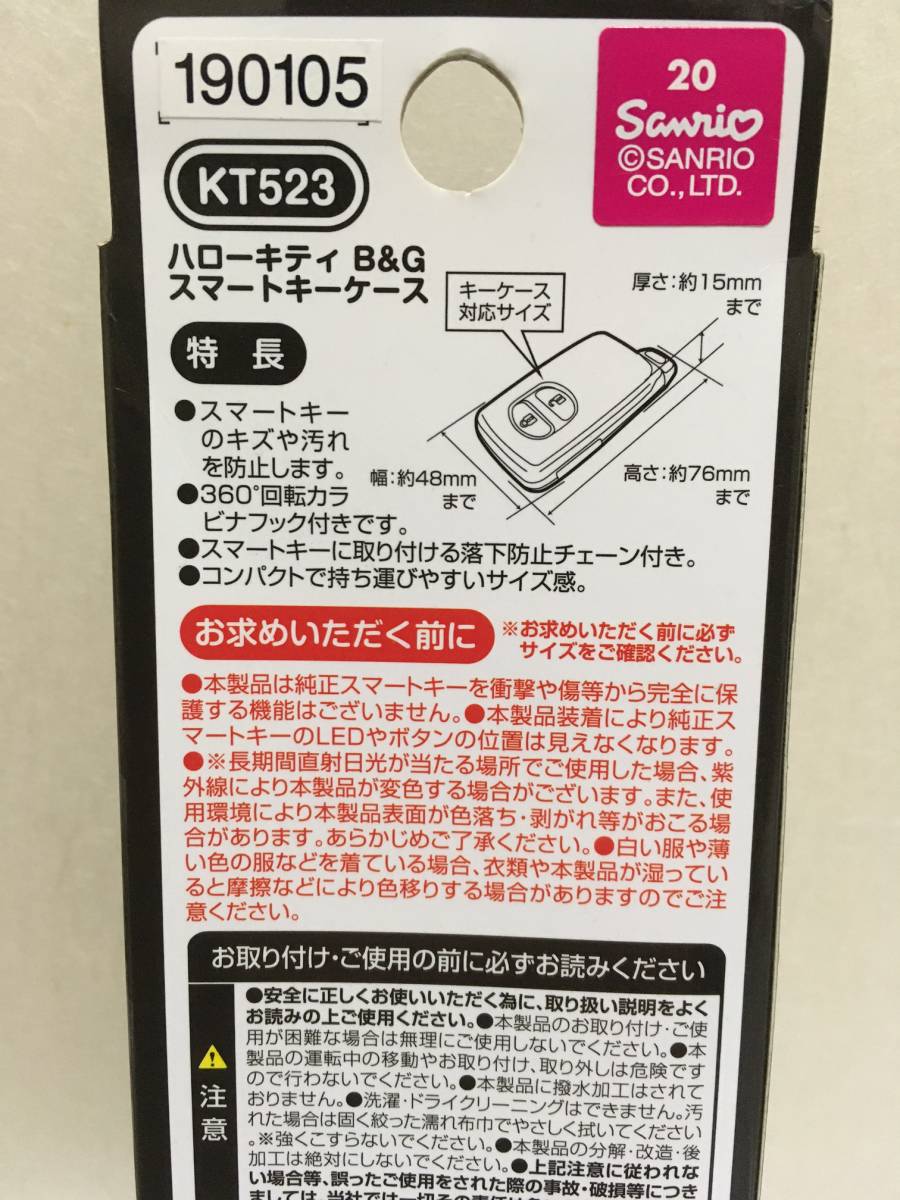 190105
20
Sanrio
©SANRIO
CO., LTD.
KT523
ハローキティ B&G
スマートキーケース
キーケース
対応サイズ
厚さ:約15mm
まで
特長
●スマートキー
のキズや汚れ
を防止します。
幅:約48mm
まで
高さ:約76mm
まで
●360°回転カラ
ビナフック付きです。
●スマートキーに取り付ける落下防止チェーン付き。
●コンパクトで持ち運びやすいサイズ感。
お求めいただく前に
※お求めいただく前に必ず
サイズをご確認ください。
●本製品は純正スマートキーを衝撃や傷等から完全に保
護する機能はございません。●本製品装着により純正ス
マートキーのLEDやボタンの位置は見えなくなります。
●※長期間直射日光が当たる場所でご使用した場合、紫
外線により本製品が変色する場合がございます。また、使
用環境により本製品表面が色落ち・剥がれ等がおこる場
合があります。あらかじめご了承ください。●白い服や薄
い色の服などを着ている場合、衣類や本製品が湿ってい
ると摩擦などにより色移りする場合がありますのでご注
意ください。
お取り付け・ご使用の前に必ずお読みください
注意
●安全に正しくお使いいただく為に、取り扱い説明をよく
お読みの上ご使用ください。●本製品のお取り付け・ご使
用が困難な場合は無理にご使用しないでください。●本
製品の運転中の移動やお取り付け、取り外しは危険です
ので行わないでください。●本製品に撥水加工はされて
おりません。●洗濯・ドライクリーニングはできません。汚
れた場合は固く絞った濡れ布巾でやさしく拭いてください
。※強くこすらないでください。●本製品の分解・改造・後
加工は絶対にしないでください。●上記注意に従われな
い場合等、誤ったご使用をされた際の事故・破損等につき
ましては、当社では一切その責任は